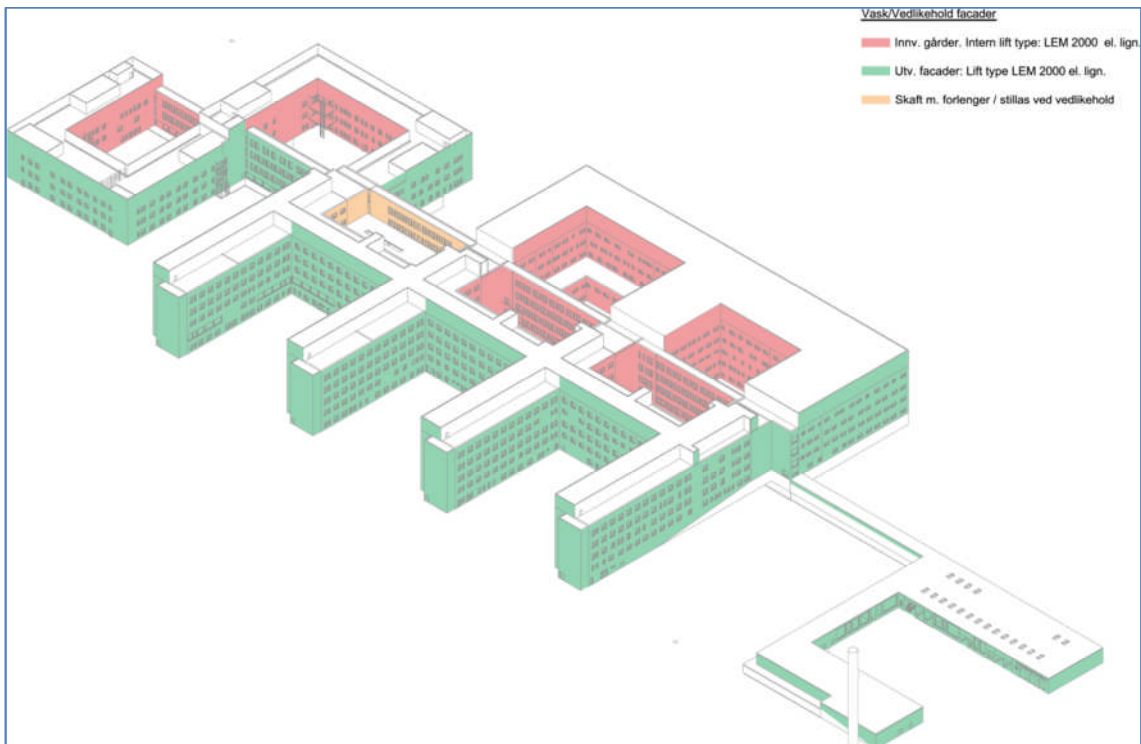 Vask/Vedlikehold facader
Innv. gårder. Intern lift type: LEM 2000 el. lign.
Utv. facader: Lift type LEM 2000 el. lign.
Skaft m. forlenger / stillas ved vedlikehold